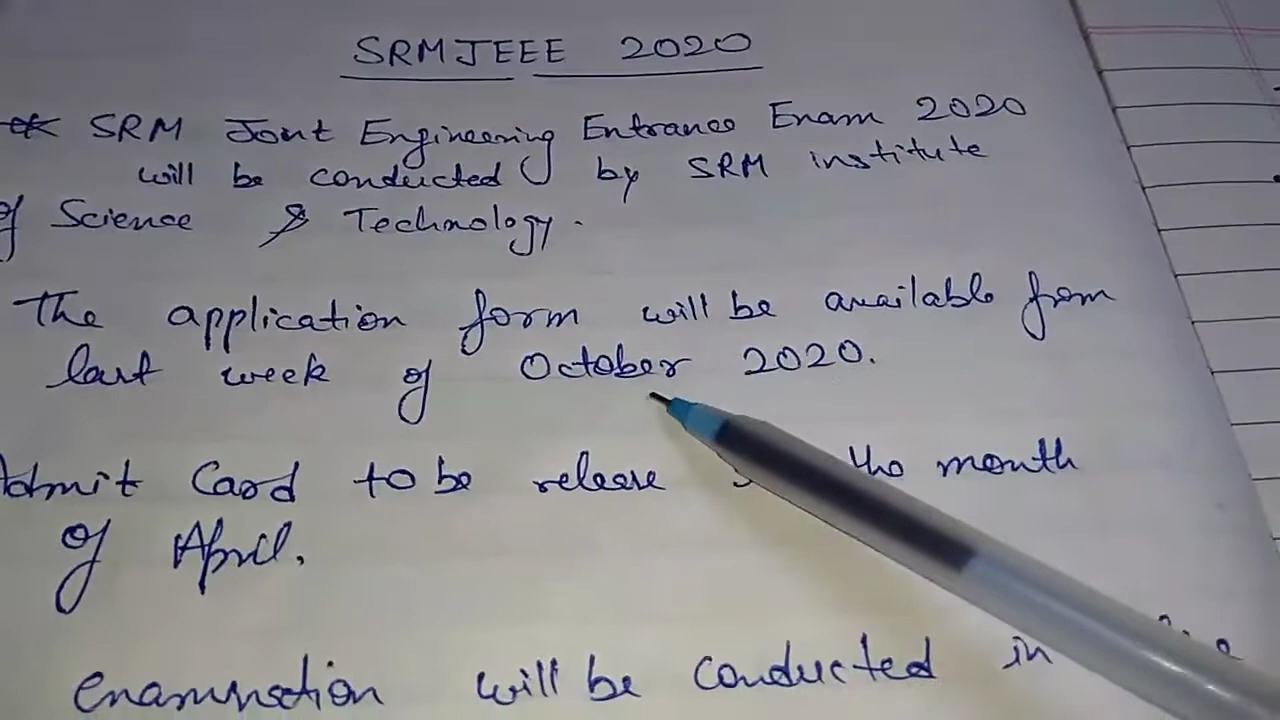 SRMJEEE 2020
SRM Joint Engineering Entrance Exam 2020
will be conducted by SRM institute
of Science & Technology.
The application form will be available from
last week of October 2020.
Admit Card to be release the month
of April.
examination will be conducted in